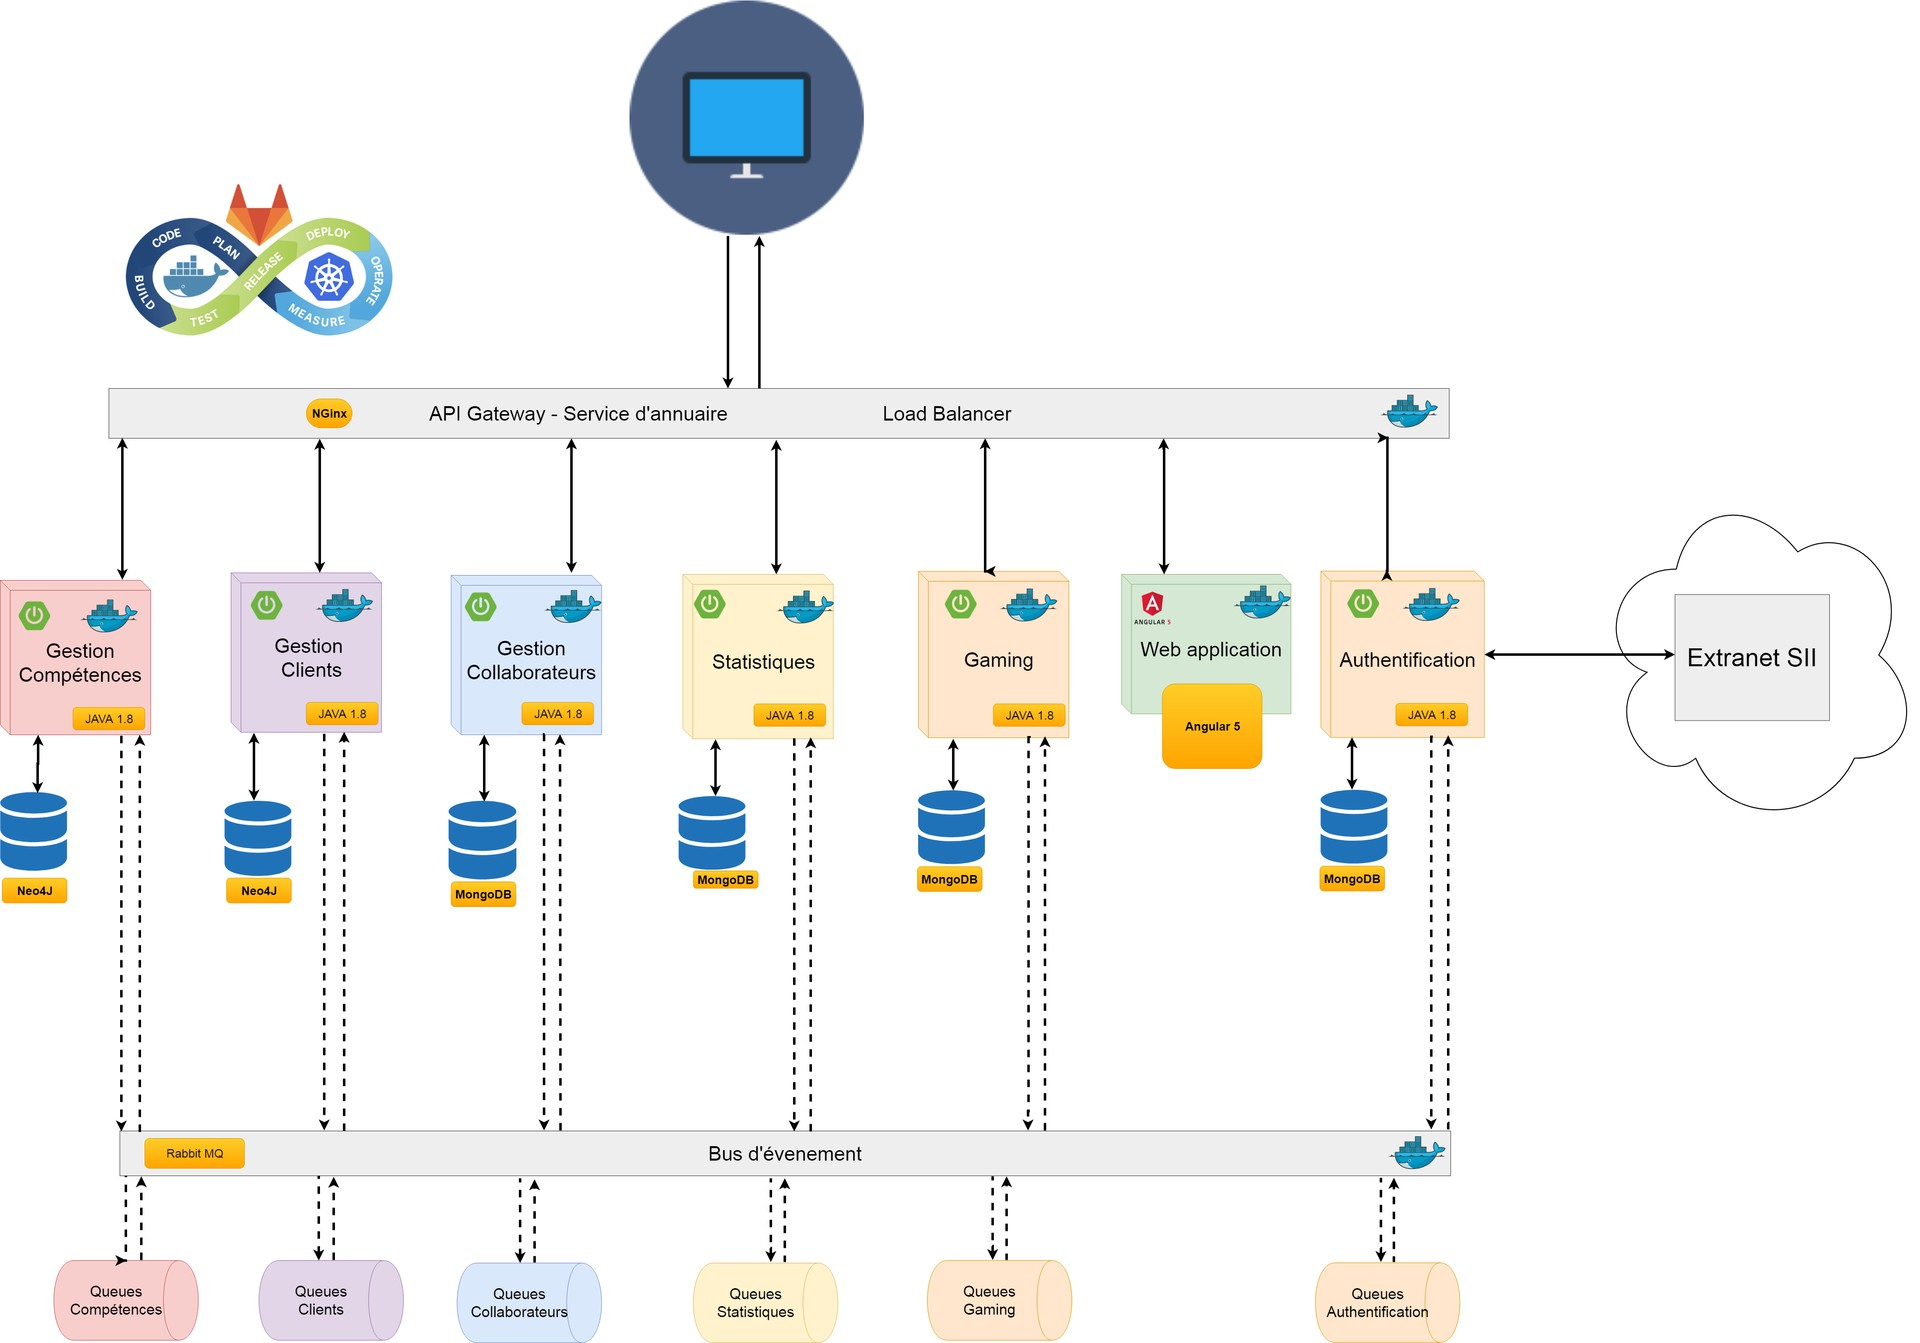 CODE
PLAN
BUILD
TEST
RELEASE
DEPLOY
OPERATE
MEASURE
NGinx
API Gateway - Service d'annuaire
Load Balancer
Gestion
Compétences
JAVA 1.8
Gestion
Clients
JAVA 1.8
Gestion
Collaborateurs
JAVA 1.8
Statistiques
JAVA 1.8
Gaming
JAVA 1.8
ANGULAR 5
Web application
Angular 5
Authentification
JAVA 1.8
Extranet SII
Neo4J
Neo4J
MongoDB
MongoDB
MongoDB
MongoDB
Rabbit MQ
Bus d'évenement
Queues
Compétences
Queues
Clients
Queues
Collaborateurs
Queues
Statistiques
Queues
Gaming
Queues
Authentification